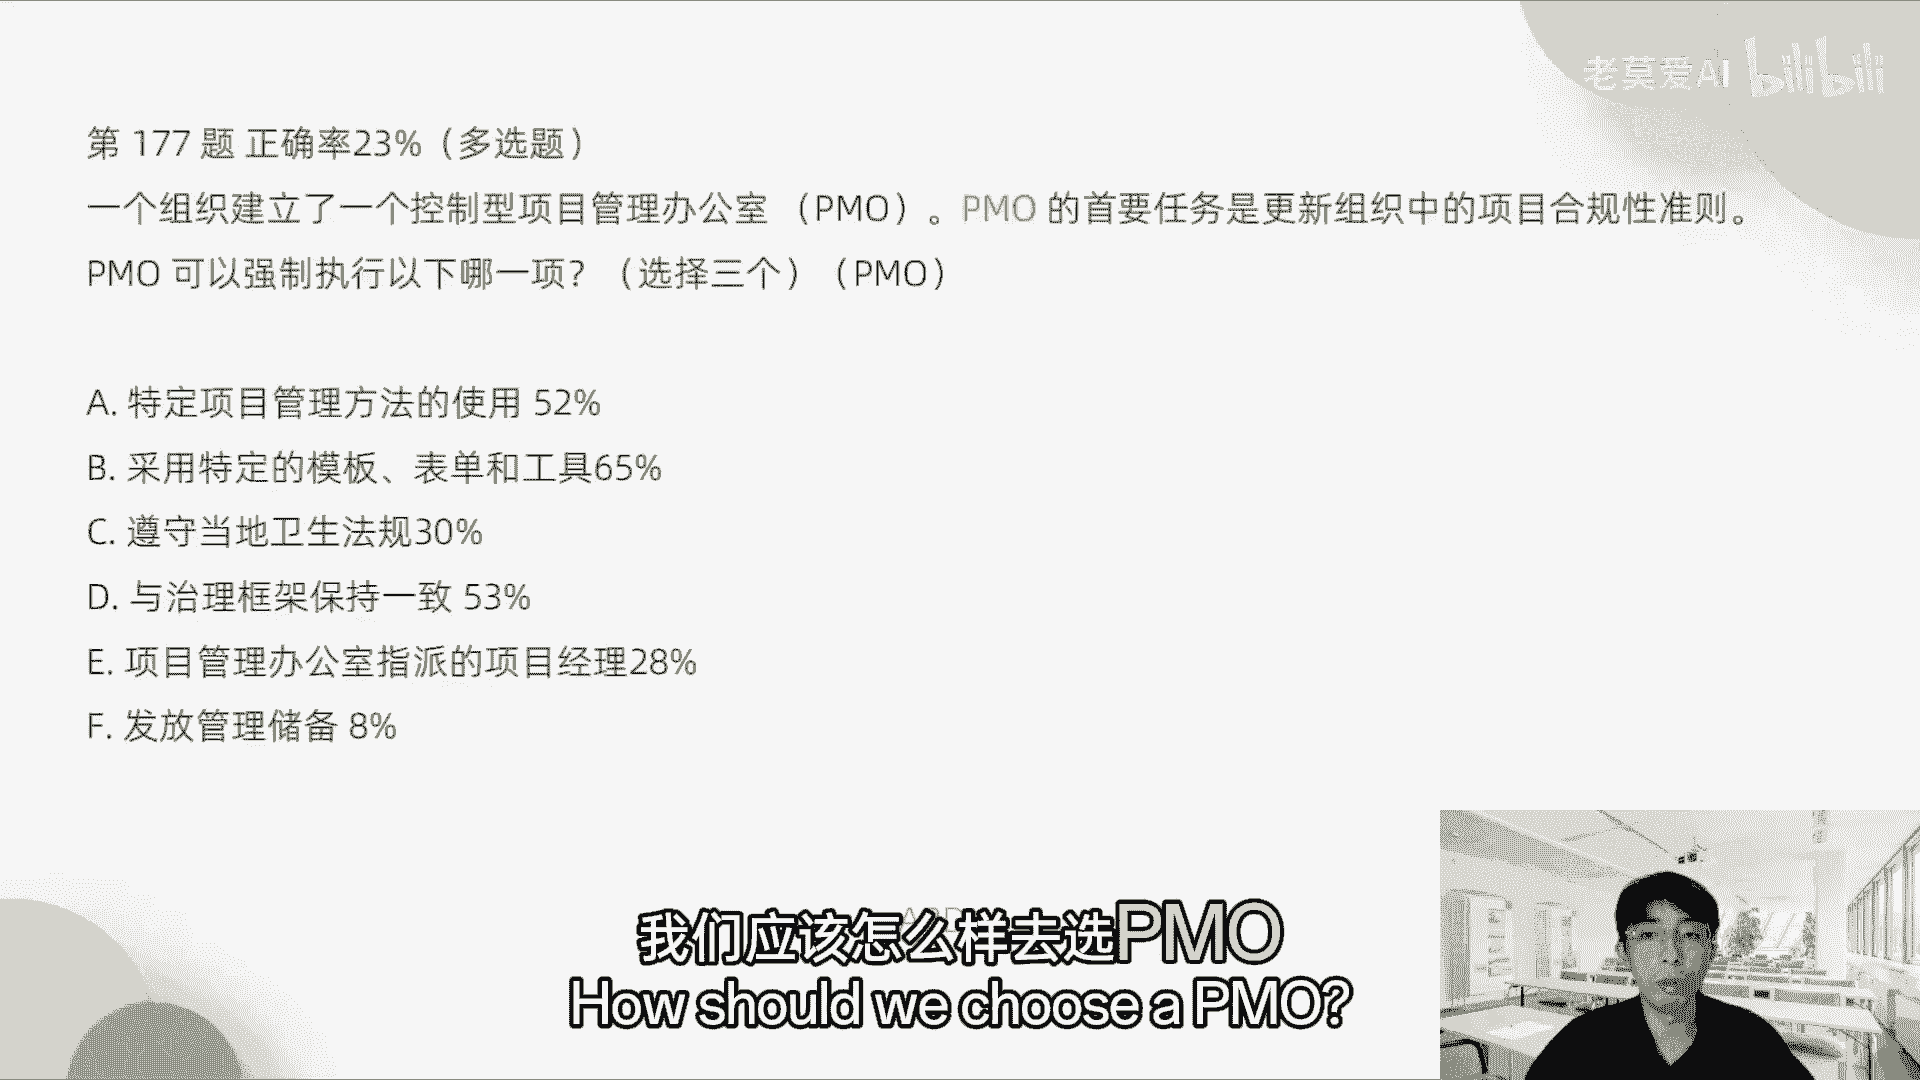 老莫爱AI bilibili
第 177 题 正确率23%（多选题）
一个组织建立了一个控制型项目管理办公室 （PMO）。PMO 的首要任务是更新组织中的项目合规性准则。
PMO 可以强制执行以下哪一项？（选择三个）（PMO）
A. 特定项目管理方法的使用 52%
B. 采用特定的模板、表单和工具65%
C. 遵守当地卫生法规30%
D. 与治理框架保持一致 53%
E. 项目管理办公室指派的项目经理28%
F. 发放管理储备 8%
我们应该怎么样去选PMO
How should we choose a PMO?